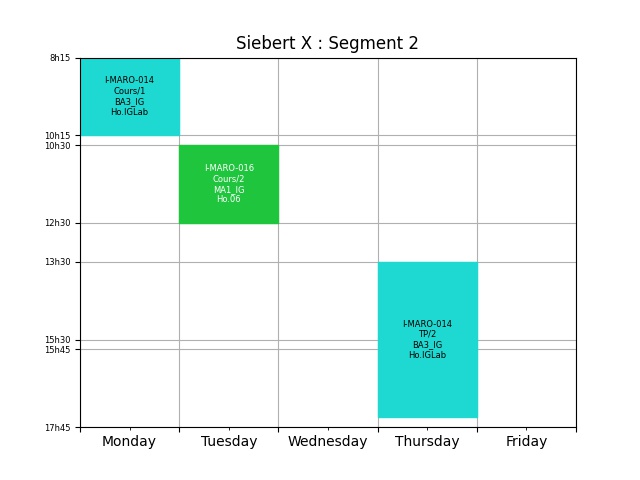 Siebert X : Segment 2
8h15
10h15
10h30
12h30
13h30
15h30
15h45
17h45
I-MARO-014
Cours/1
BA3_IG
Ho.IGLab
I-MARO-016
Cours/2
MA1_IG
Ho.06
I-MARO-014
TP/2
BA3_IG
Ho.IGLab
Monday
Tuesday
Wednesday
Thursday
Friday